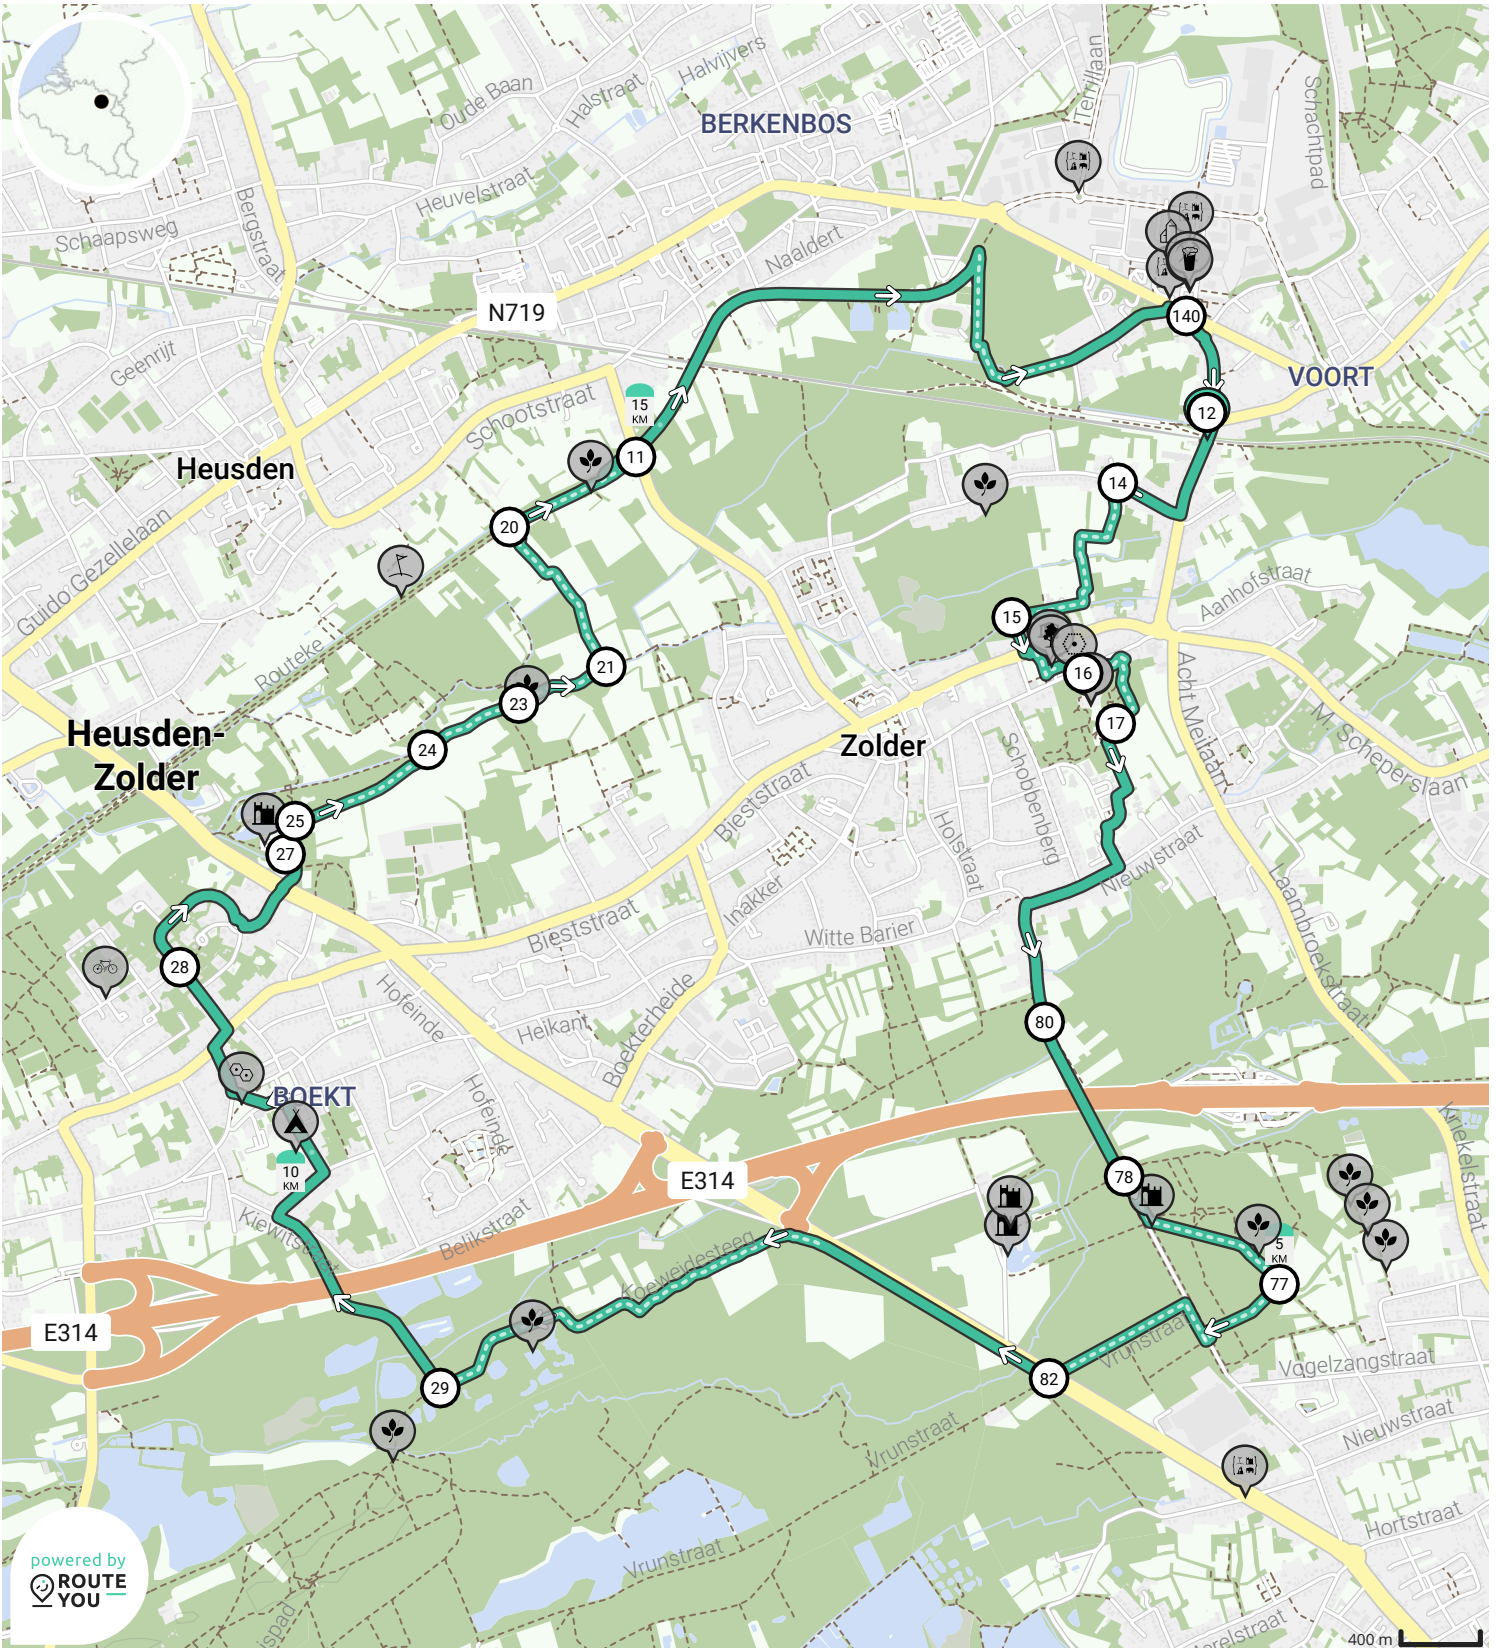 Oude Baan
Halstraat
Halvijvers
Terrillaan
Schachtpad
BERKENBOS
Bergstraat
Heuvelstraat
Schaapsweg
Naaldert
N719
140
Geenrijt
VOORT
Schootstraat
15
KM
12
11
Heusden
14
20
Guido Gezellelaan
Aanhofstraat
15
Routeke
21
16
23
17
Heusden-
Zolder
24
Zolder
Acht Meilaan
M. Scheperslaan
Schobbenberg
Bieststraat
25
27
Holstraat
Nieuwstraat
Inakker
Laambroekstraat
Bieststraat
Witte Barier
28
Hofeinde
Heikant
Boekterheide
80
BOEKT
Hofeinde
Kriekelstraat
10
KM
E314
78
Kiewitstraat
Belikstraat
Koeweidesteeg
5
KM
77
E314
Vrunstraat
Vogelzangstraat
29
82
Nieuwstraat
Vrunstraat
Hortstraat
Vrunstraat
powered by
ROUTE
YOU
400 m